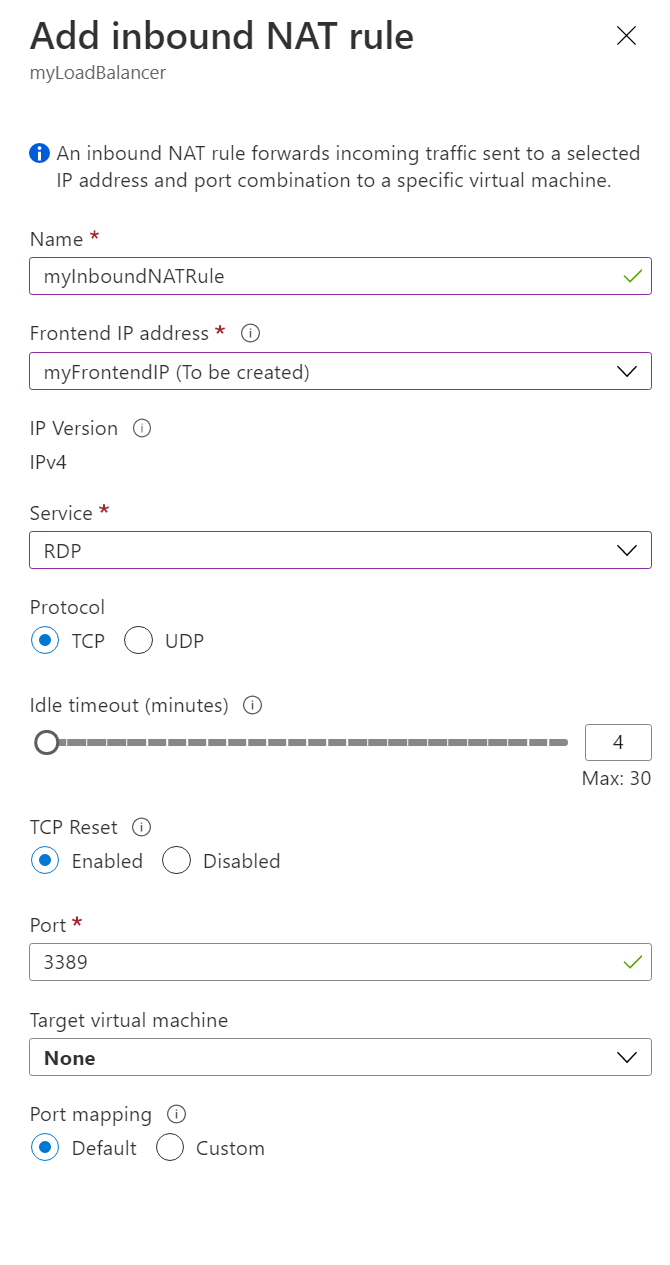 Add inbound NAT rule
myLoadBalancer
An inbound NAT rule forwards incoming traffic sent to a selected
IP address and port combination to a specific virtual machine.
Name *
myInboundNATRule
Frontend IP address *
myFrontendIP (To be created)
IP Version
IPv4
Service *
RDP
Protocol
TCP UDP
Idle timeout (minutes)
4
Max: 30
TCP Reset
Enabled Disabled
Port *
3389
Target virtual machine
None
Port mapping
Default Custom